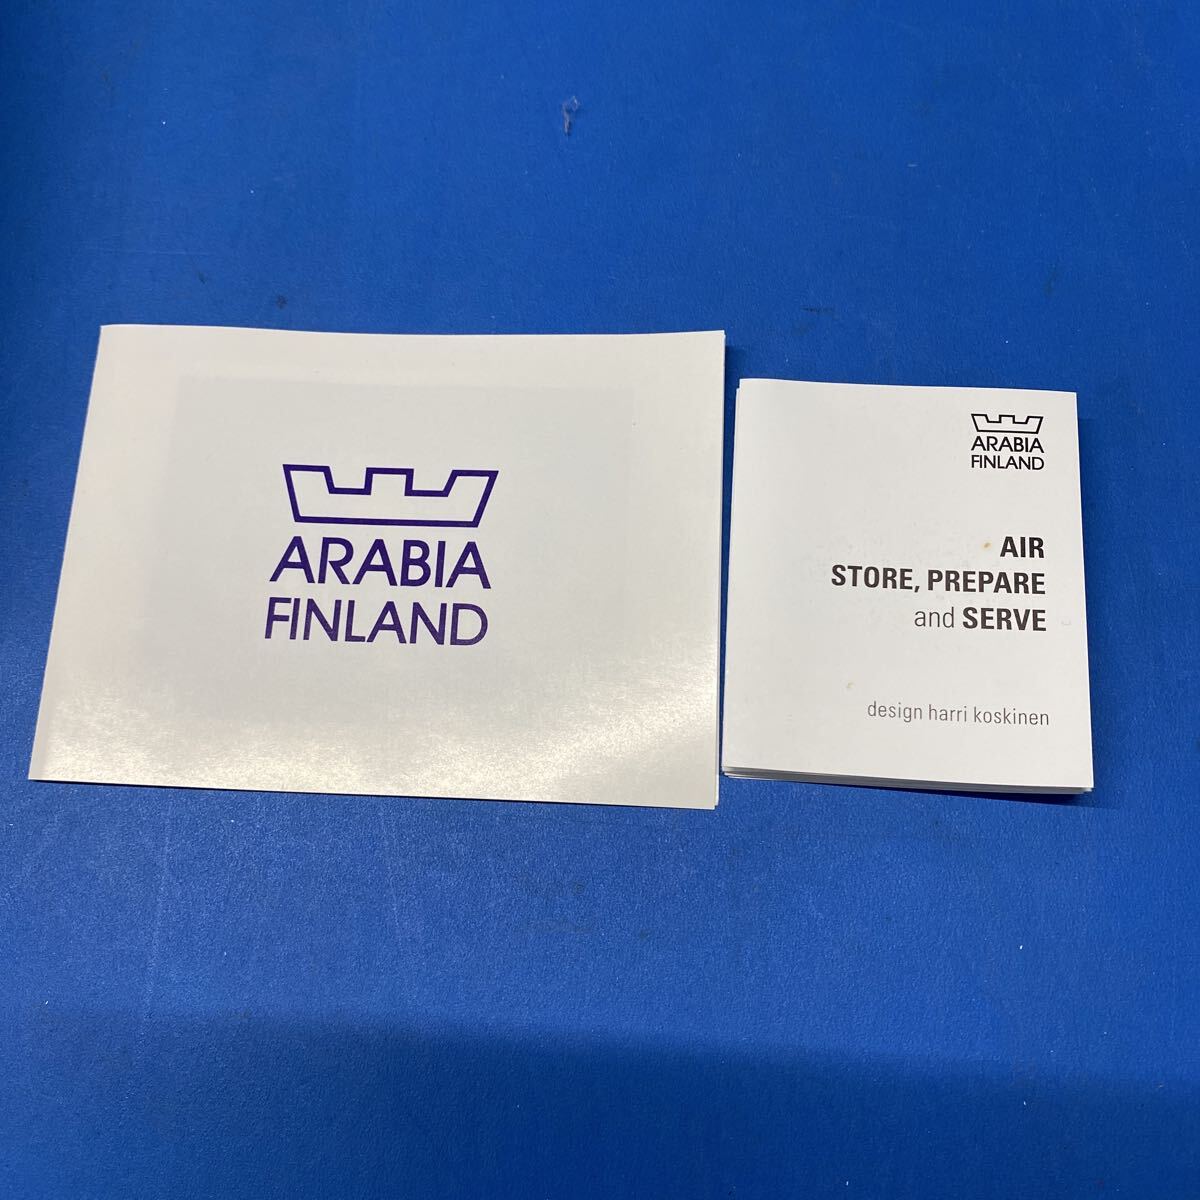 ARABIA
FINLAND
ARABIA
FINLAND
AIR
STORE, PREPARE
and SERVE
design harri koskinen